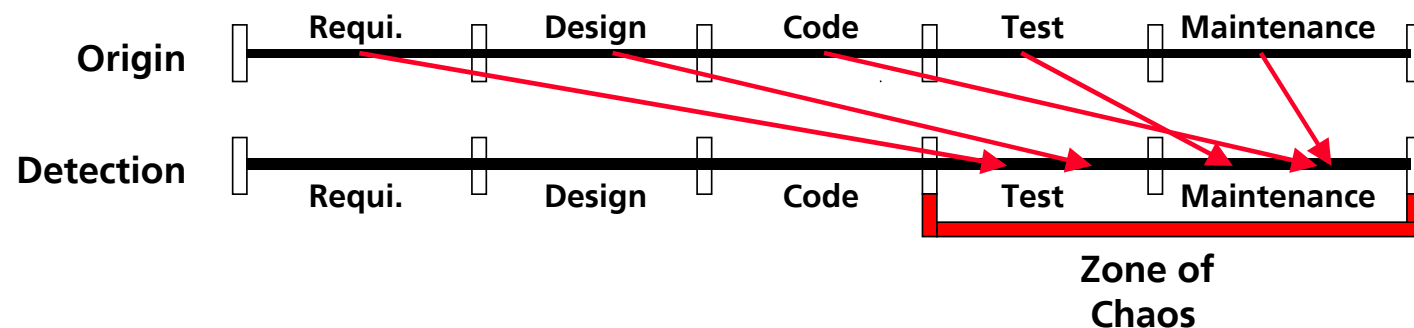 Requi. Design Code Test Maintenance
Origin
Detection
Requi. Design Code Test Maintenance
Zone of
Chaos